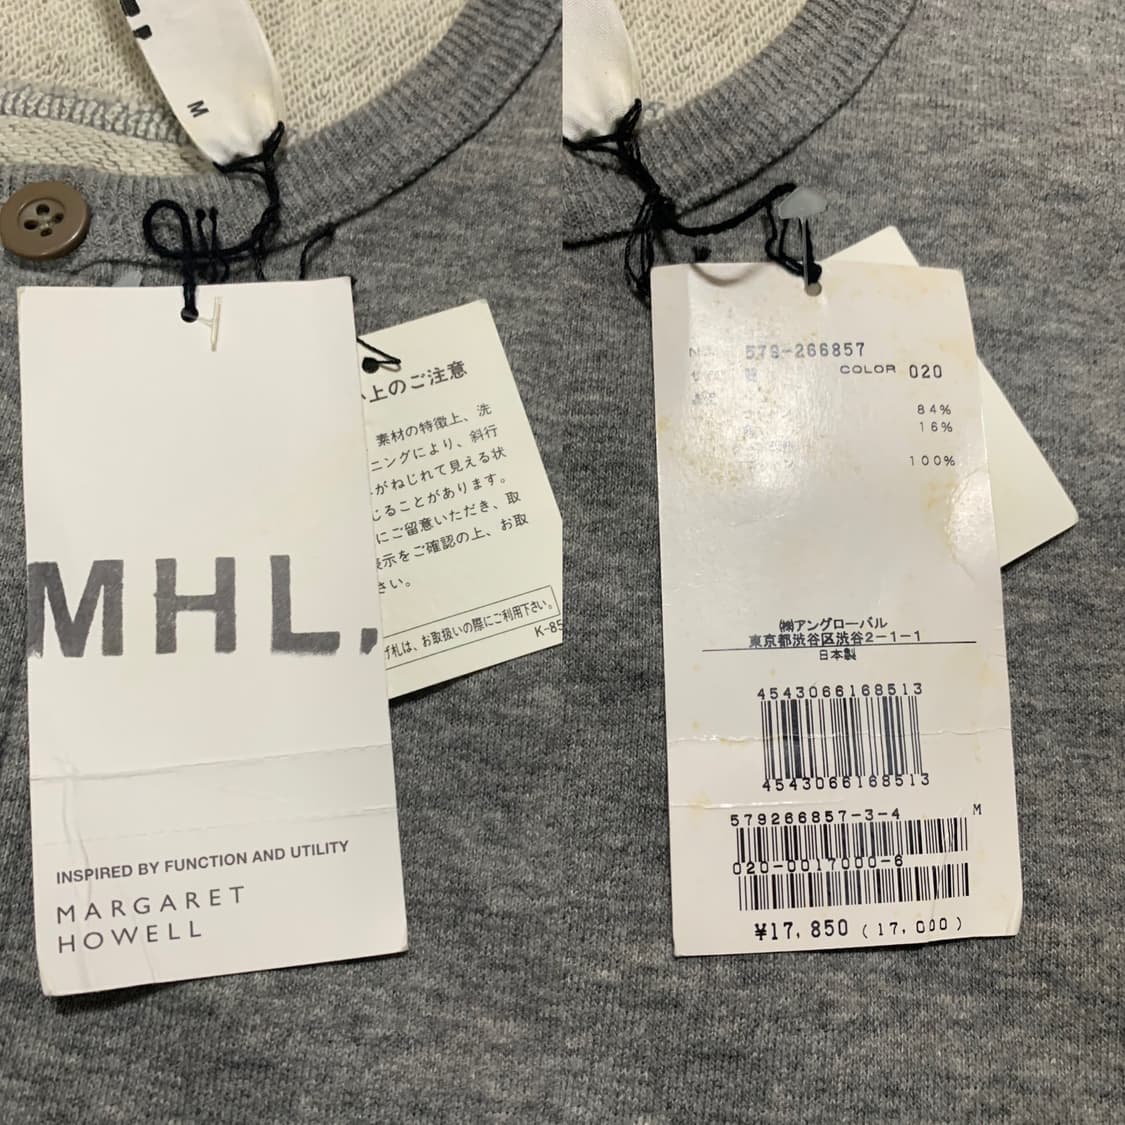 M
MHL.
INSPIRED BY FUNCTION AND UTILITY
MARGARET
HOWELL
上のご注意
素材の特徴上、洗
ニングにより、斜行
がねじれて見える状
じることがあります。
にご留意いただき、取
表示をご確認の上、お取
さい。
げ札は、お取扱いの際にご利用下さい。
K-85
579-266857
COLOR 020
84%
16%
100%
㈱アングローバル
東京都渋谷区渋谷2-1-1
日本製
4543066168513
4543066168513
579266857-3-4
M
020-0017000-6
¥17,850 (17,000)